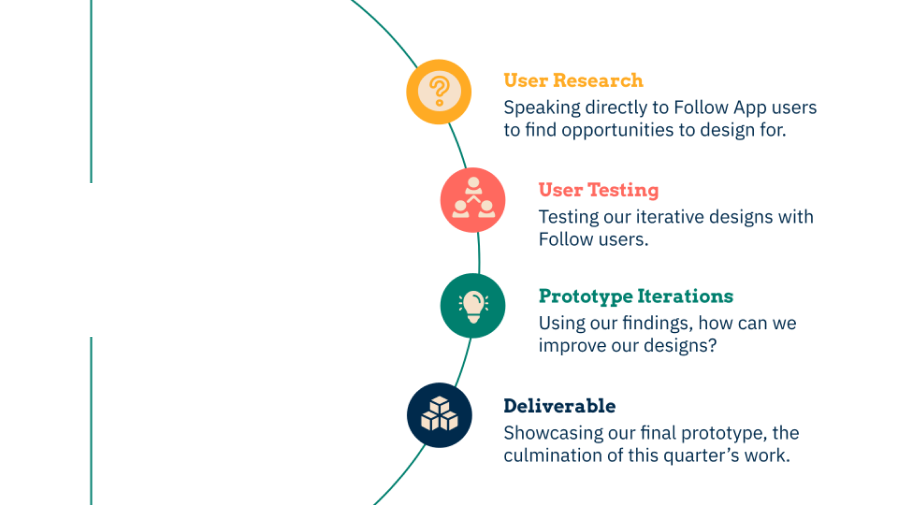 User Research
Speaking directly to Follow App users
to find opportunities to design for.
User Testing
Testing our iterative designs with
Follow users.
Prototype Iterations
Using our findings, how can we
improve our designs?
Deliverable
Showcasing our final prototype, the
culmination of this quarter’s work.